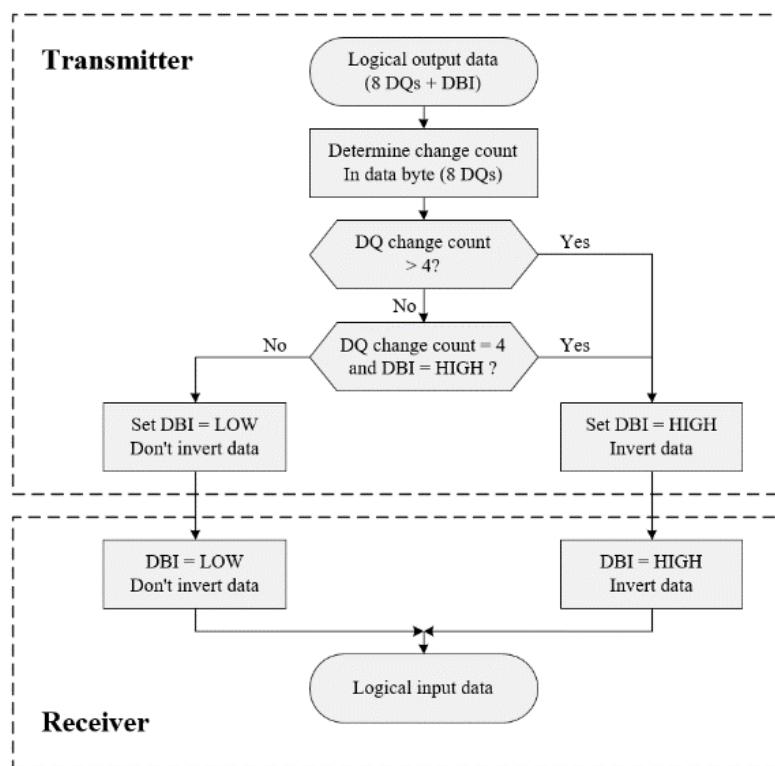 Transmitter
Logical output data
(8 DQs + DBI)
Determine change count
In data byte (8 DQs)
DQ change count
> 4?
Yes
No
DQ change count = 4
and DBI = HIGH ?
No
Yes
Set DBI = LOW
Don't invert data
Set DBI = HIGH
Invert data
DBI = LOW
Don't invert data
DBI = HIGH
Invert data
Logical input data
Receiver